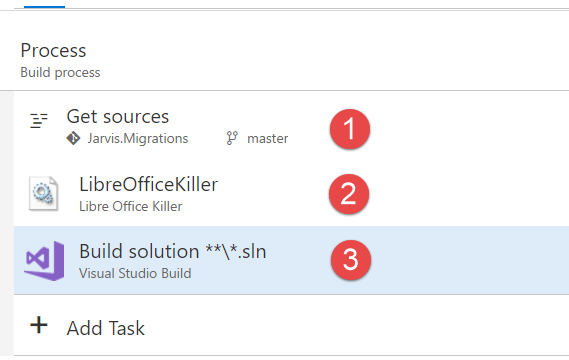 Process
Build process
Get sources
Jarvis.Migrations master
1
LibreOfficeKiller
Libre Office Killer
2
Build solution **\*.sln
Visual Studio Build
3
+ Add Task